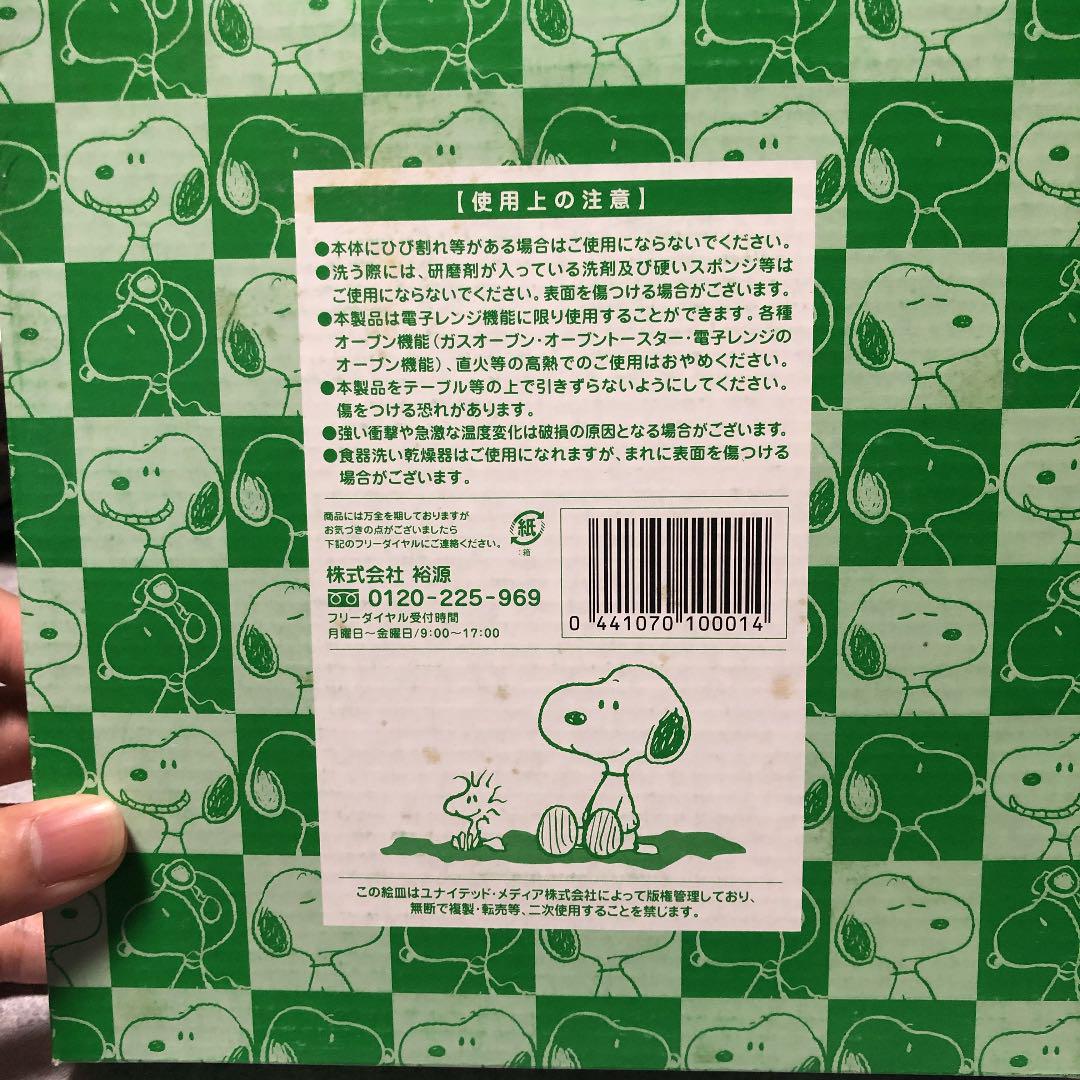 【使用上の注意】
●本体にひび割れ等がある場合はご使用にならないでください。
●洗う際には、研磨剤が入っている洗剤及び硬いスポンジ等は
ご使用にならないでください。表面を傷つける場合がございます。
●本製品は電子レンジ機能に限り使用することができます。各種
オーブン機能(ガスオーブン・オーブントースター・電子レンジの
オーブン機能)、直火等の高熱でのご使用はおやめください。
●本製品をテーブル等の上で引きずらないようにしてください。
傷をつける恐れがあります。
●強い衝撃や急激な温度変化は破損の原因となる場合がございます。
●食器洗い乾燥器はご使用になれますが、まれに表面を傷つける
場合がございます。
商品には万全を期しておりますが
お気づきの点がございましたら
下記のフリーダイヤルにご連絡ください。
紙
:箱
株式会社 裕源
0120-225-969
フリーダイヤル受付時間
月曜日〜金曜日/9:00〜17:00
0 441070 100014
この絵皿はユナイテッド・メディア株式会社によって版権管理しており、
無断で複製・転売等、二次使用することを禁じます。